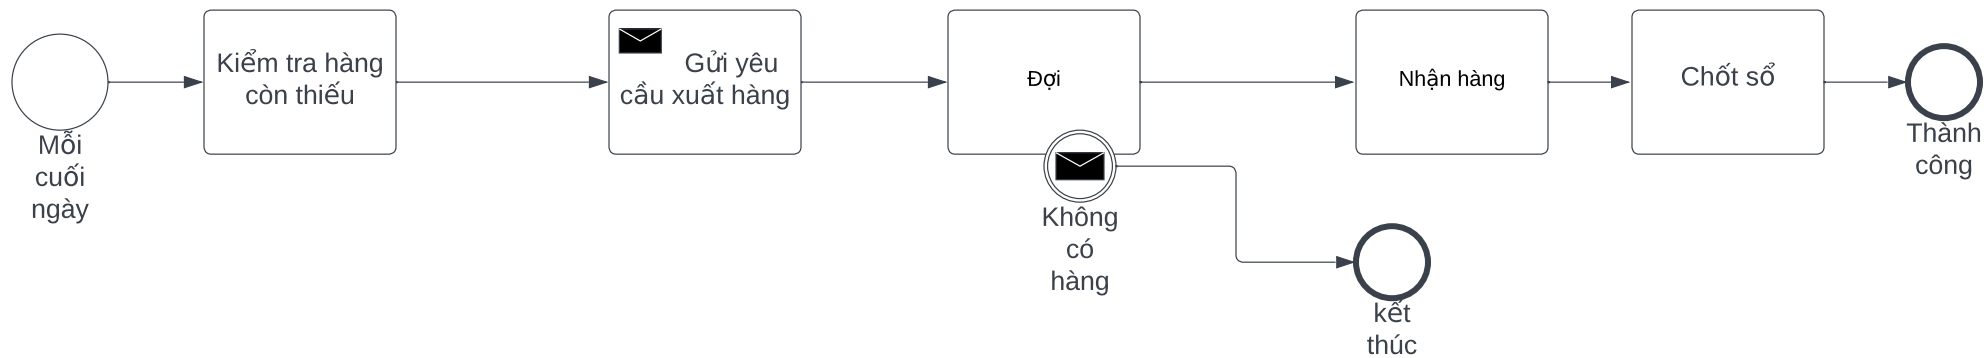 Mỗi
cuối
ngày
Kiểm tra hàng
còn thiếu
Gửi yêu
cầu xuất hàng
Đợi
Không
có
hàng
Nhận hàng
Chốt sổ
Thành
công
kết
thúc